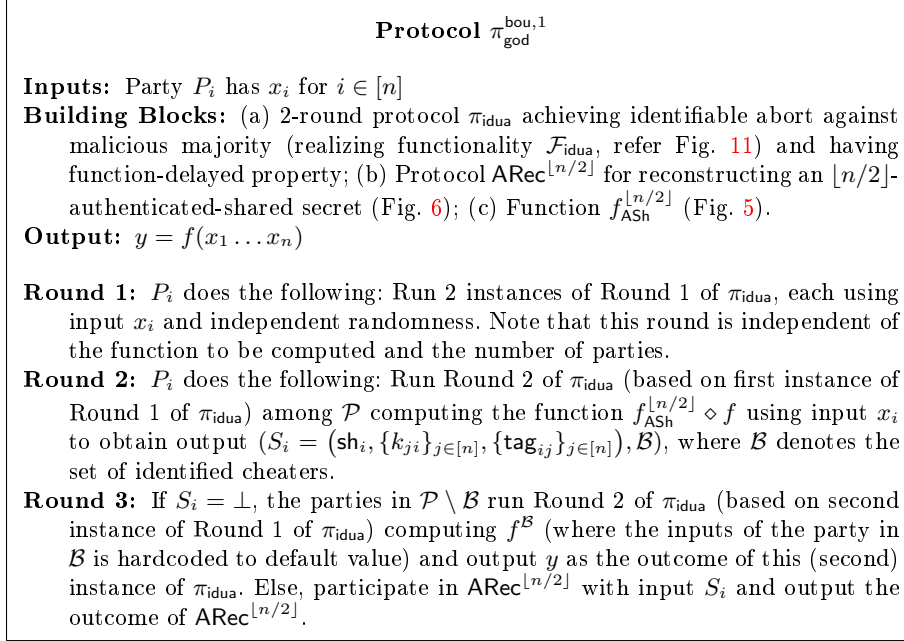 Protocol π_god^{bou,1}
Inputs: Party P_i has x_i for i ∈ [n]
Building Blocks: (a) 2-round protocol π_idua achieving identifiable abort against
malicious majority (realizing functionality F_idua, refer Fig. 11) and having
function-delayed property; (b) Protocol ARec^{⌊n/2⌋} for reconstructing an ⌊n/2⌋-
authenticated-shared secret (Fig. 6); (c) Function f_ASh^{⌊n/2⌋} (Fig. 5).
Output: y = f(x_1 … x_n)
Round 1: P_i does the following: Run 2 instances of Round 1 of π_idua, each using
input x_i and independent randomness. Note that this round is independent of
the function to be computed and the number of parties.
Round 2: P_i does the following: Run Round 2 of π_idua (based on first instance of
Round 1 of π_idua) among P computing the function f_ASh^{⌊n/2⌋} ⋄ f using input x_i
to obtain output (S_i = (sh_i, {k_{ji}}_{j∈[n]}, {tag_{ij}}_{j∈[n]}), B), where B denotes the
set of identified cheaters.
Round 3: If S_i = ⊥, the parties in P \ B run Round 2 of π_idua (based on second
instance of Round 1 of π_idua) computing f^B (where the inputs of the party in
B is hardcoded to default value) and output y as the outcome of this (second)
instance of π_idua. Else, participate in ARec^{⌊n/2⌋} with input S_i and output the
outcome of ARec^{⌊n/2⌋}.